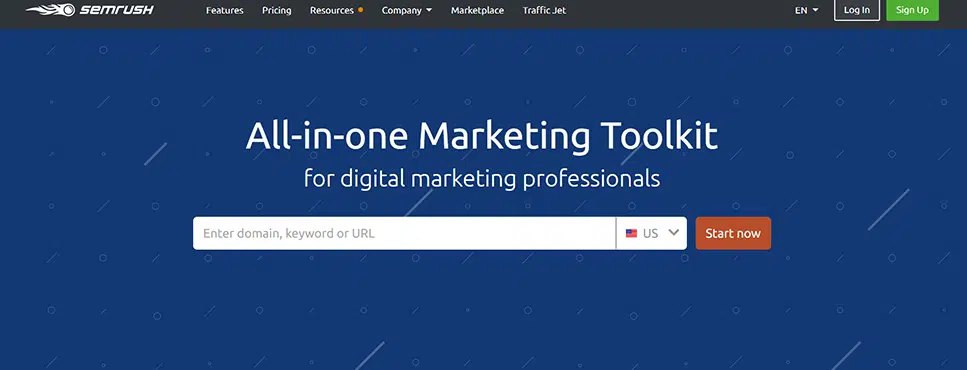 semrush Features Pricing Resources Company Marketplace Traffic Jet EN Log In Sign Up
All-in-one Marketing Toolkit
for digital marketing professionals
Enter domain, keyword or URL US Start now